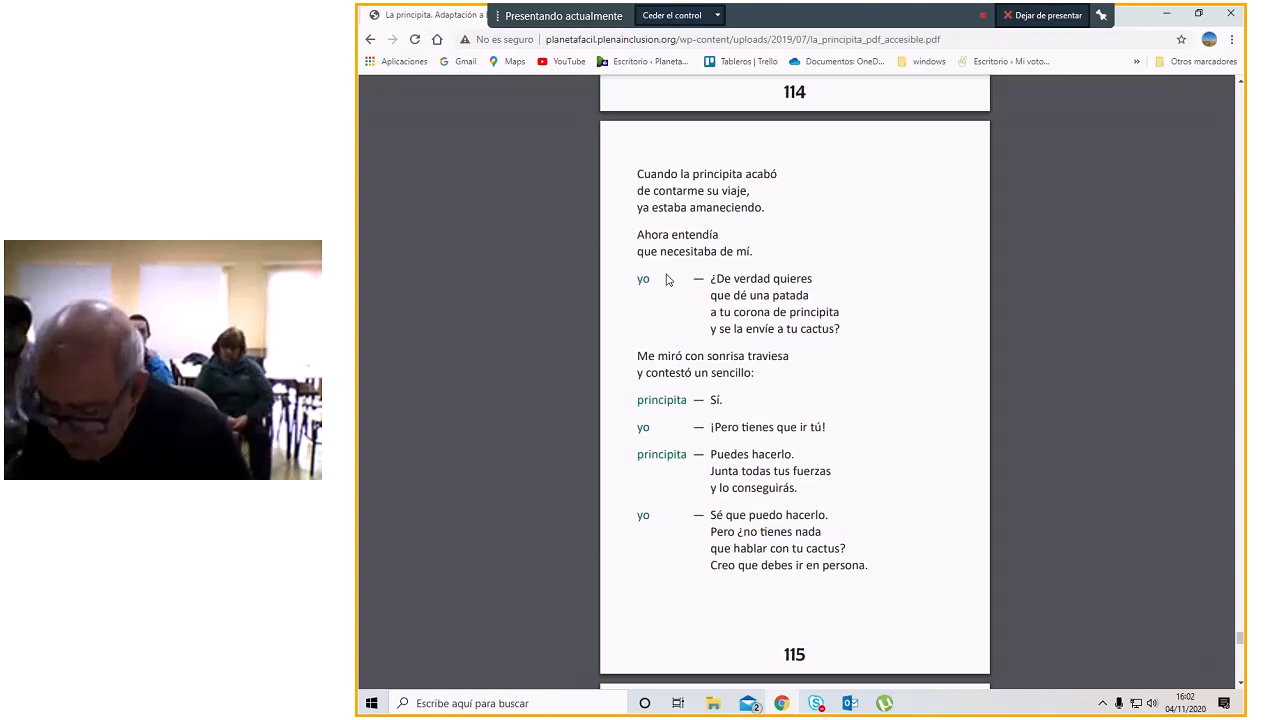 La principita. Adaptación a
Presentando actualmente
Ceder el control
Dejar de presentar
No es seguro
planetafacil.plenainclusion.org/wp-content/uploads/2019/07/la_principita_pdf_accesible.pdf
Aplicaciones
Gmail
Maps
YouTube
Escritorio ‹ Planeta...
Tableros | Trello
Documentos: OneD...
windows
Escritorio ‹ Mi voto...
»
Otros marcadores
114
Cuando la principita acabó
de contarme su viaje,
ya estaba amaneciendo.
Ahora entendía
que necesitaba de mí.
yo — ¿De verdad quieres
que dé una patada
a tu corona de principita
y se la envíe a tu cactus?
Me miró con sonrisa traviesa
y contestó un sencillo:
principita — Sí.
yo — ¡Pero tienes que ir tú!
principita — Puedes hacerlo.
Junta todas tus fuerzas
y lo conseguirás.
yo — Sé que puedo hacerlo.
Pero ¿no tienes nada
que hablar con tu cactus?
Creo que debes ir en persona.
115
Escribe aquí para buscar
2
16:02
04/11/2020